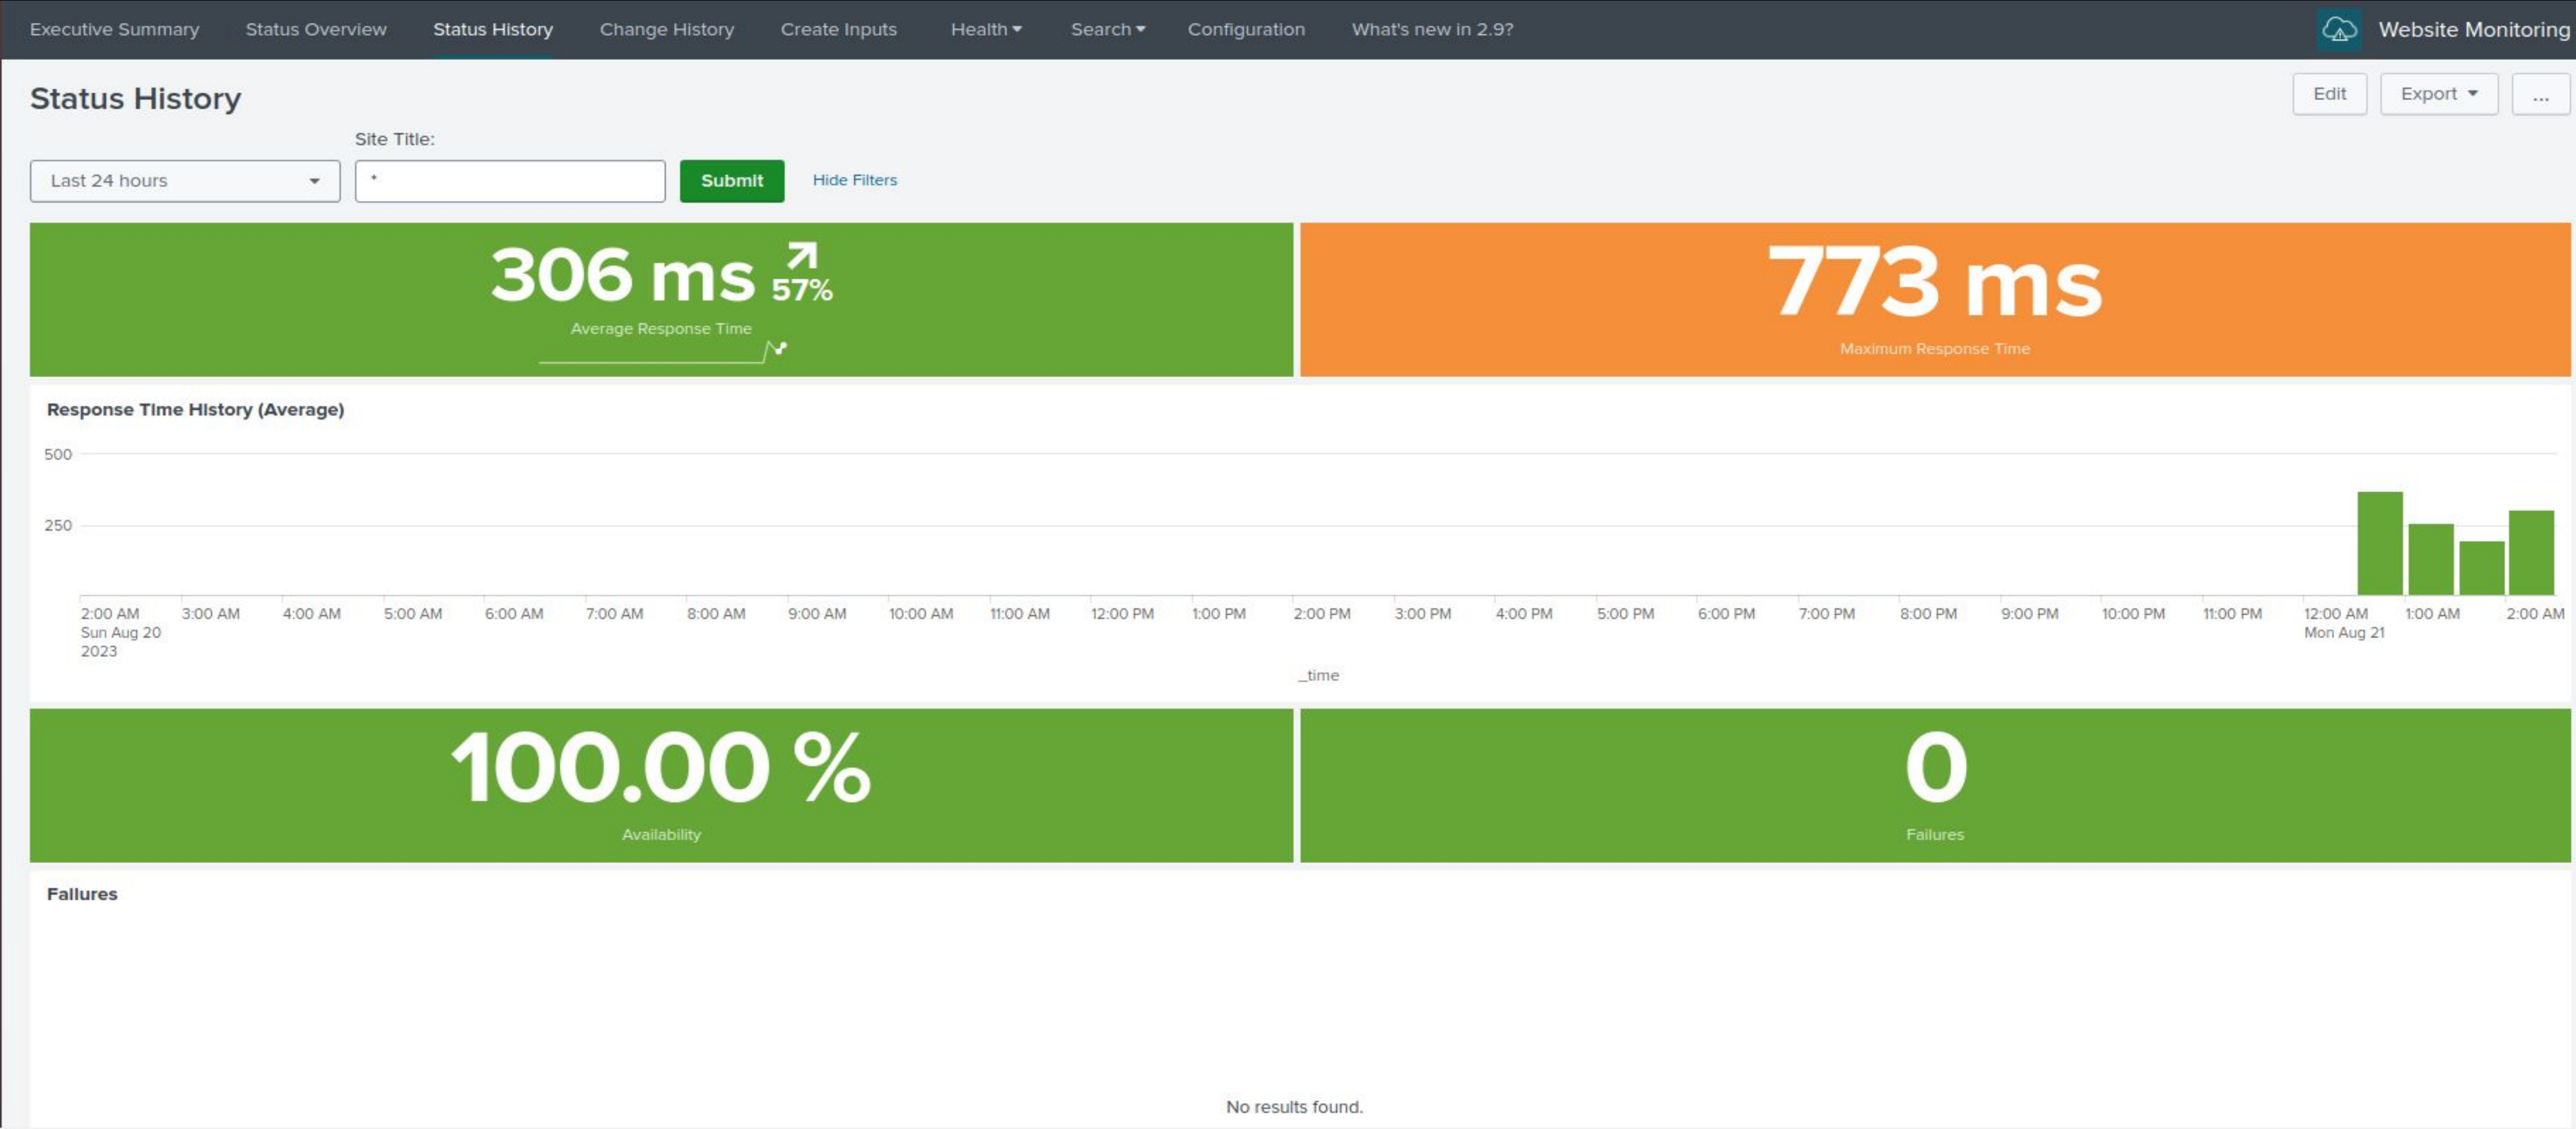 Executive Summary Status Overview Status History Change History Create Inputs Health Search Configuration What's new in 2.9? Website Monitoring
Status History
Edit Export ...
Site Title:
Last 24 hours * Submit Hide Filters
306 ms 57%
Average Response Time
773 ms
Maximum Response Time
Response Time History (Average)
500
250
2:00 AM 3:00 AM 4:00 AM 5:00 AM 6:00 AM 7:00 AM 8:00 AM 9:00 AM 10:00 AM 11:00 AM 12:00 PM 1:00 PM 2:00 PM 3:00 PM 4:00 PM 5:00 PM 6:00 PM 7:00 PM 8:00 PM 9:00 PM 10:00 PM 11:00 PM 12:00 AM 1:00 AM 2:00 AM
Sun Aug 20 Mon Aug 21
2023
_time
100.00 %
Availability
0
Failures
Failures
No results found.